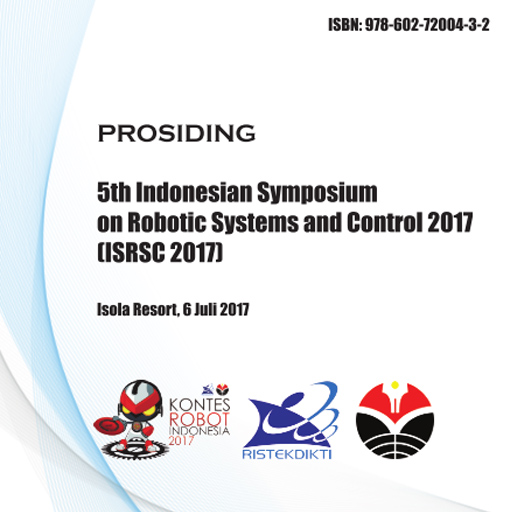 ISBN: 978-602-72004-3-2
PROSIDING
5th Indonesian Symposium
on Robotic Systems and Control 2017
(ISRSC 2017)
Isola Resort, 6 Juli 2017
KONTES
ROBOT
INDONESIA
2017
RISTEKDIKTI